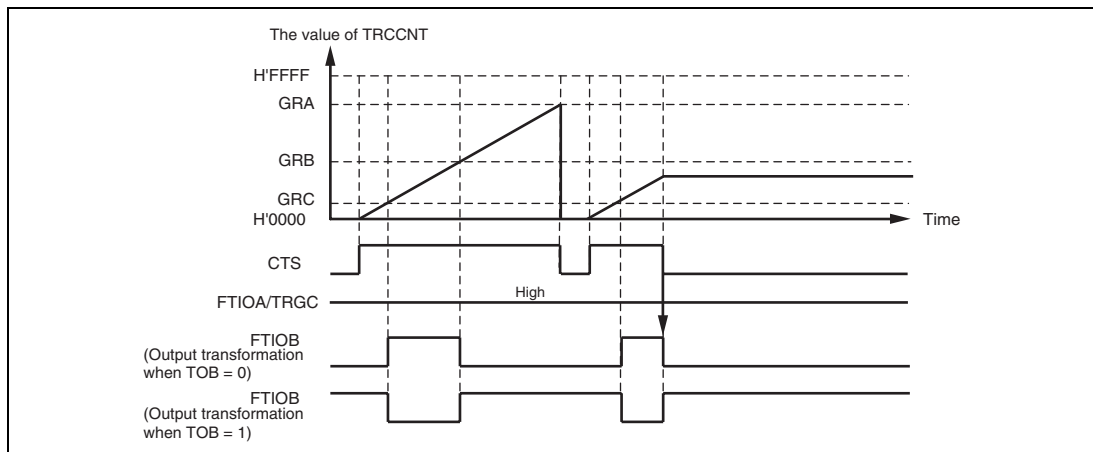 The value of TRCCNT
H'FFFF
GRA
GRB
GRC
H'0000
Time
CTS
High
FTIOA/TRGC
FTIOB
(Output transformation
when TOB = 0)
FTIOB
(Output transformation
when TOB = 1)